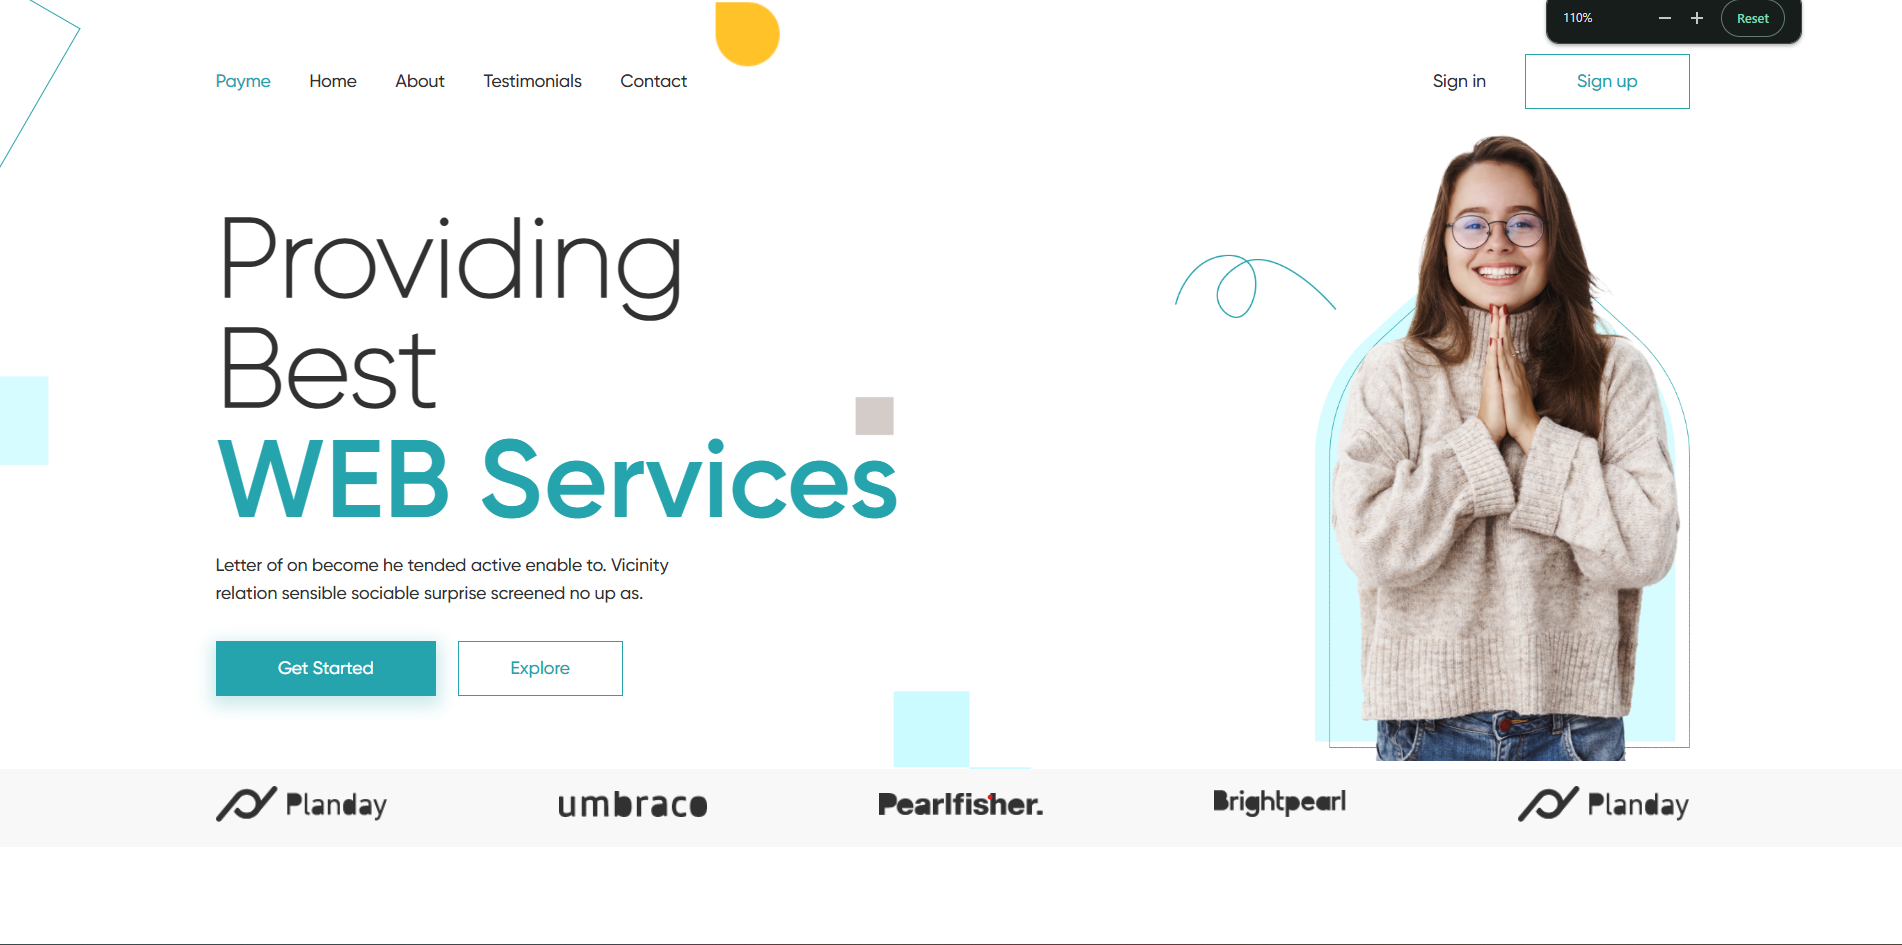 110%
Reset
Payme Home About Testimonials Contact
Sign in
Sign up
Providing
Best
WEB Services
Letter of on become he tended active enable to. Vicinity
relation sensible sociable surprise screened no up as.
Get Started
Explore
Planday umbraco Pearlfisher. Brightpearl Planday